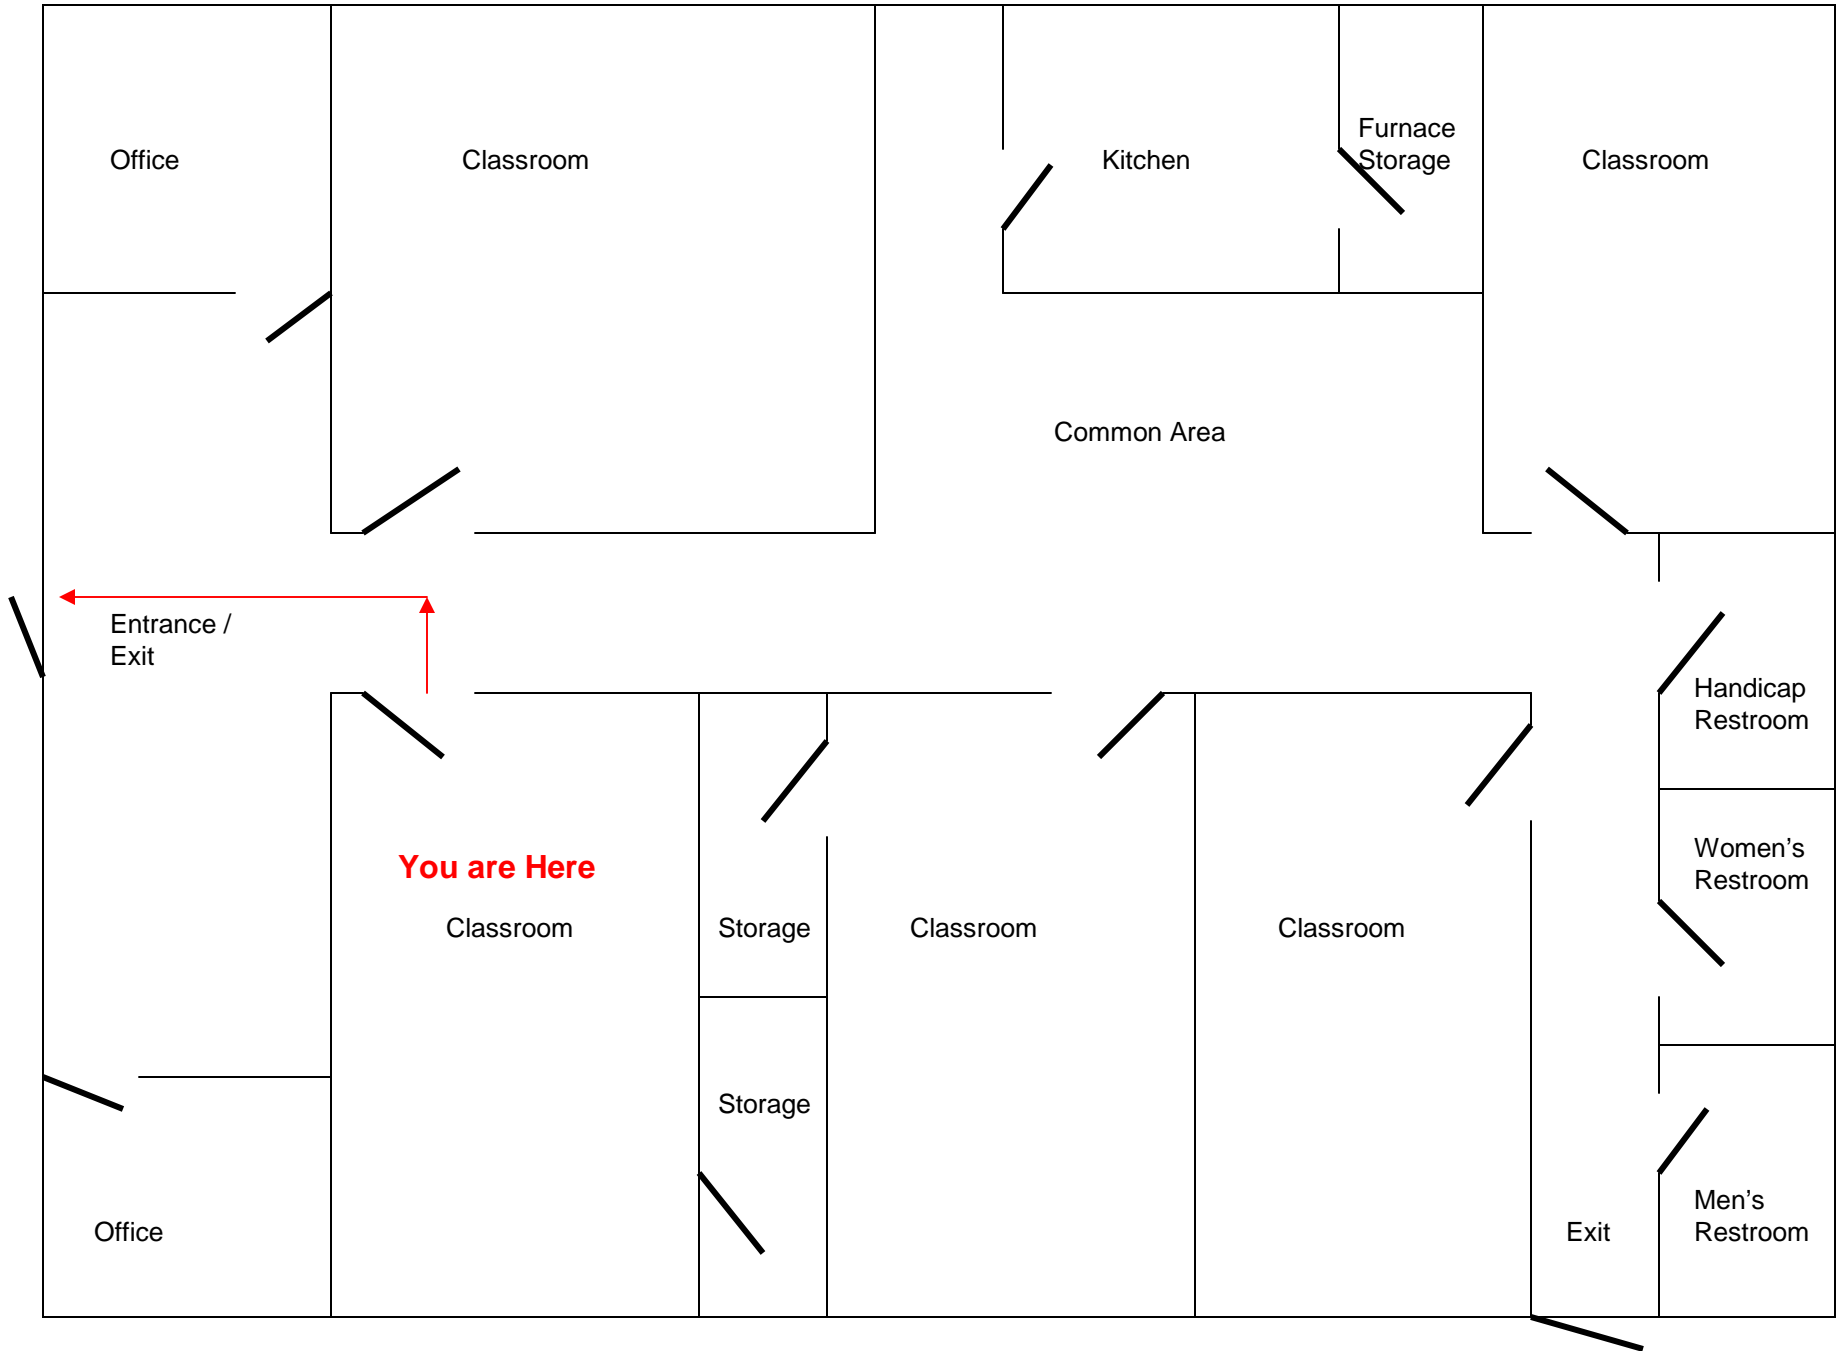 Office
Classroom
Kitchen
Furnace
Storage
Classroom
Common Area
Entrance /
Exit
Handicap
Restroom
Women’s
Restroom
You are Here
Classroom
Storage
Classroom
Classroom
Storage
Office
Exit
Men’s
Restroom